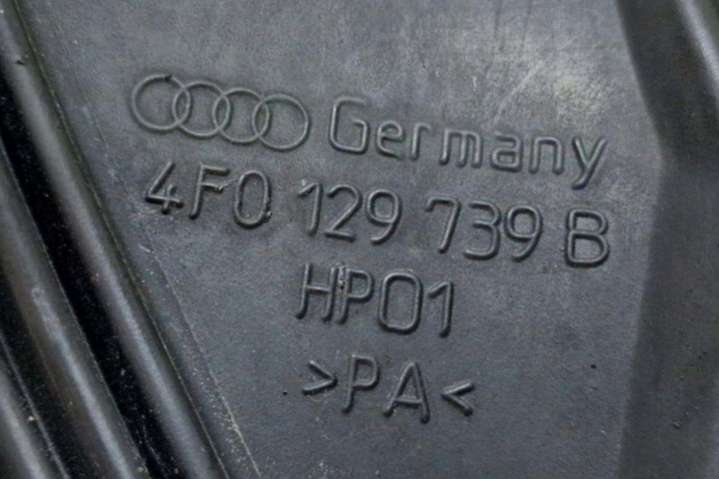 Germany
4F0 129 739 B
HP01
>PA<